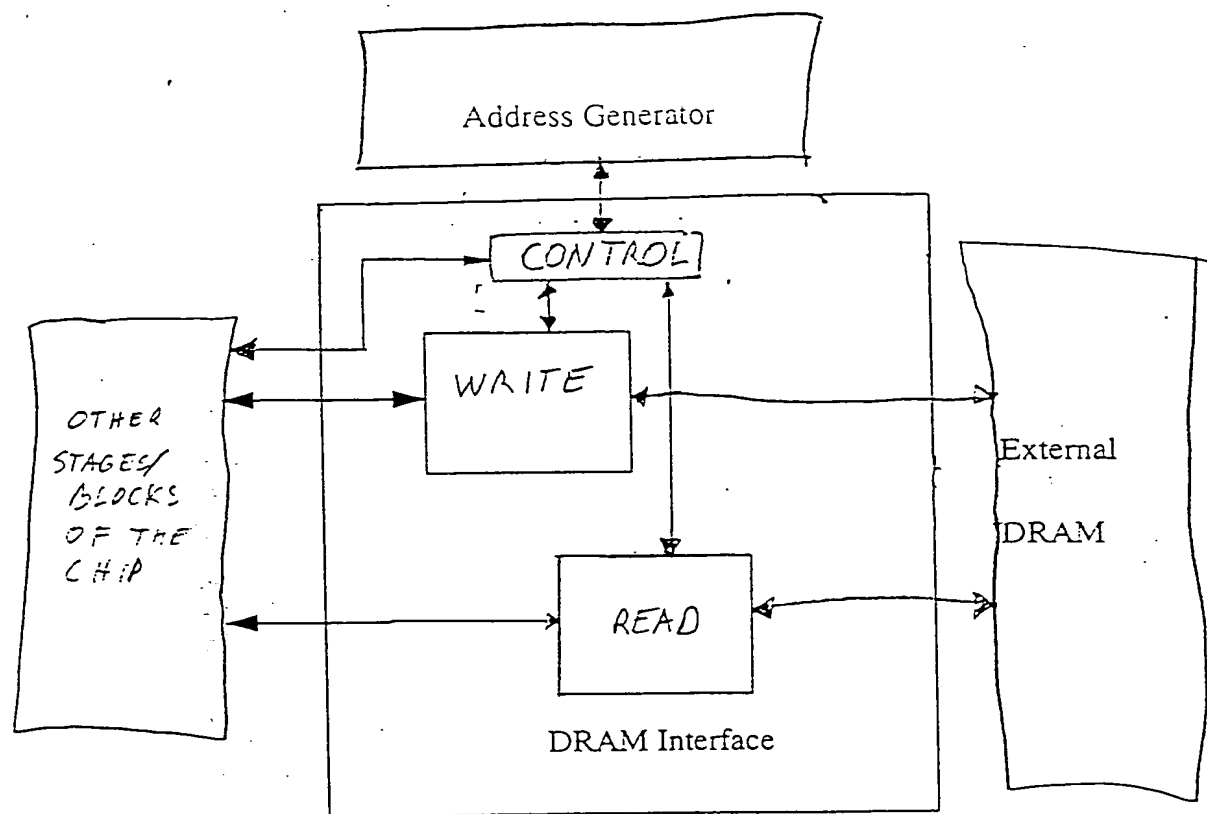 Address Generator
CONTROL
WRITE
OTHER
STAGES/
BLOCKS
OF THE
CHIP
External
DRAM
READ
DRAM Interface